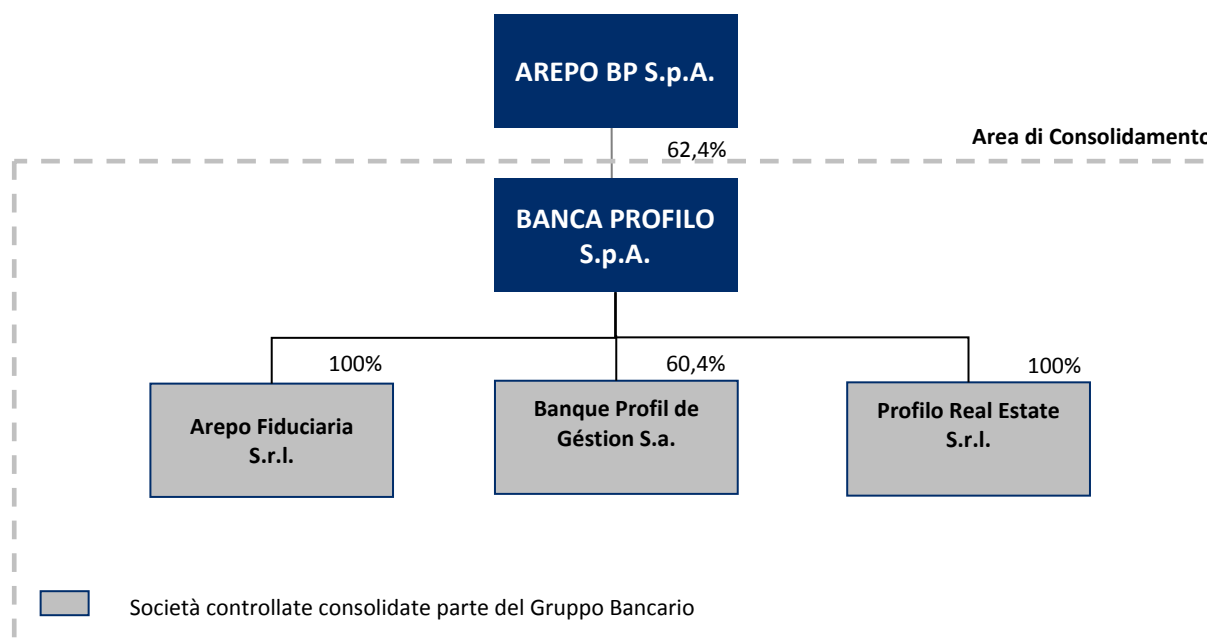 AREPO BP S.p.A.
Area di Consolidamento
62,4%
BANCA PROFILO
S.p.A.
100%
60,4%
100%
Arepo Fiduciaria
S.r.l.
Banque Profil de
Géstion S.a.
Profilo Real Estate
S.r.l.
Società controllate consolidate parte del Gruppo Bancario